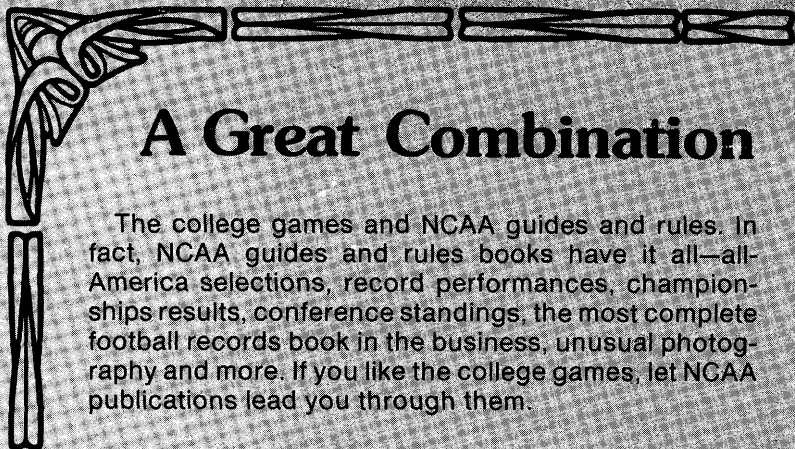 A Great Combination
The college games and NCAA guides and rules. In
fact, NCAA guides and rules books have it all—all-
America selections, record performances, champion-
ships results, conference standings, the most complete
football records book in the business, unusual photog-
raphy and more. If you like the college games, let NCAA
publications lead you through them.